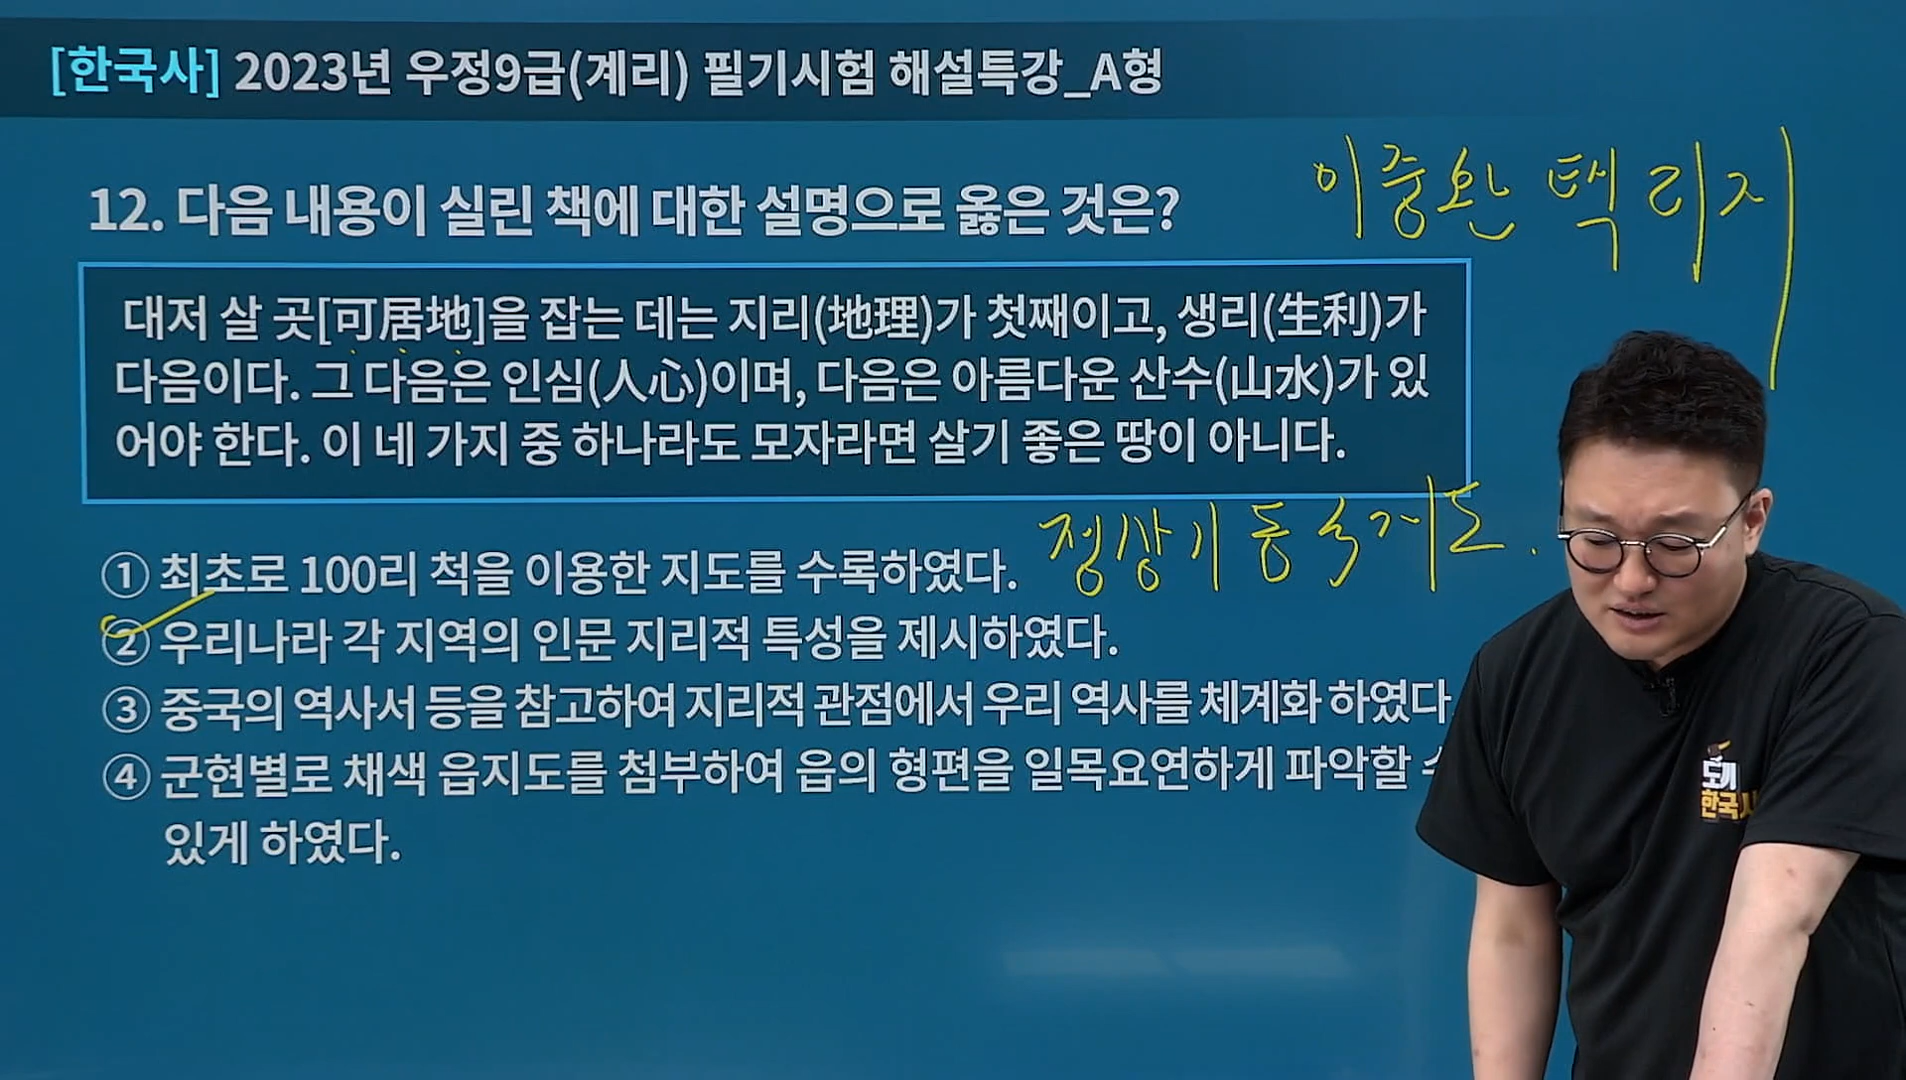 [한국사] 2023년 우정9급(계리) 필기시험 해설특강_A형
이중환 택리지
12. 다음 내용이 실린 책에 대한 설명으로 옳은 것은?
대저 살 곳[可居地]을 잡는 데는 지리(地理)가 첫째이고, 생리(生利)가
다음이다. 그 다음은 인심(人心)이며, 다음은 아름다운 산수(山水)가 있
어야 한다. 이 네 가지 중 하나라도 모자라면 살기 좋은 땅이 아니다.
① 최초로 100리 척을 이용한 지도를 수록하였다.
정상기 동국지도.
② 우리나라 각 지역의 인문 지리적 특성을 제시하였다.
③ 중국의 역사서 등을 참고하여 지리적 관점에서 우리 역사를 체계화 하였다
④ 군현별로 채색 읍지도를 첨부하여 읍의 형편을 일목요연하게 파악할
있게 하였다.
도끼
한국사